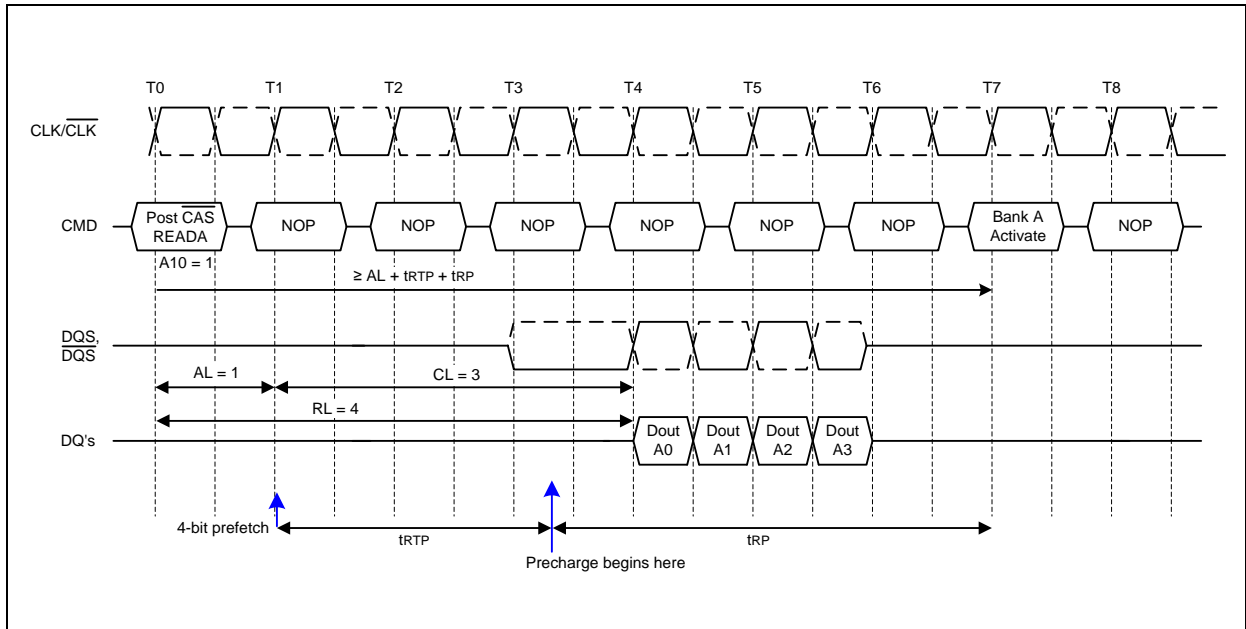 T0 T1 T2 T3 T4 T5 T6 T7 T8
CLK/CLK
CMD
Post CAS
READA
NOP NOP NOP NOP NOP NOP
Bank A
Activate
NOP
A10 = 1
≥ AL + tRTP + tRP
DQS,
DQS
AL = 1
CL = 3
RL = 4
DQ's
Dout
A0
Dout
A1
Dout
A2
Dout
A3
4-bit prefetch
tRTP
tRP
Precharge begins here